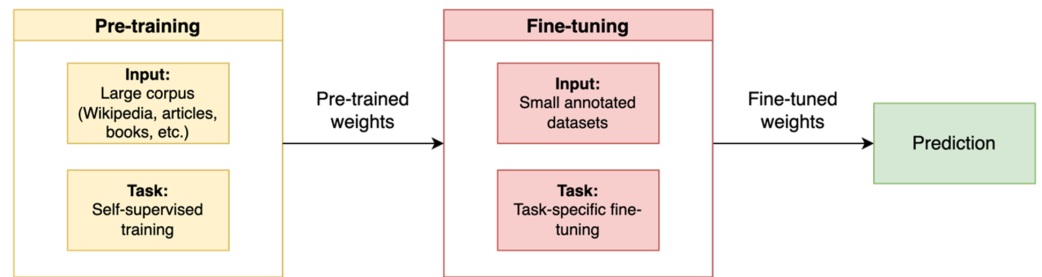 Pre-training
Input:
Large corpus
(Wikipedia, articles,
books, etc.)
Task:
Self-supervised
training
Pre-trained
weights
Fine-tuning
Input:
Small annotated
datasets
Task:
Task-specific fine-
tuning
Fine-tuned
weights
Prediction